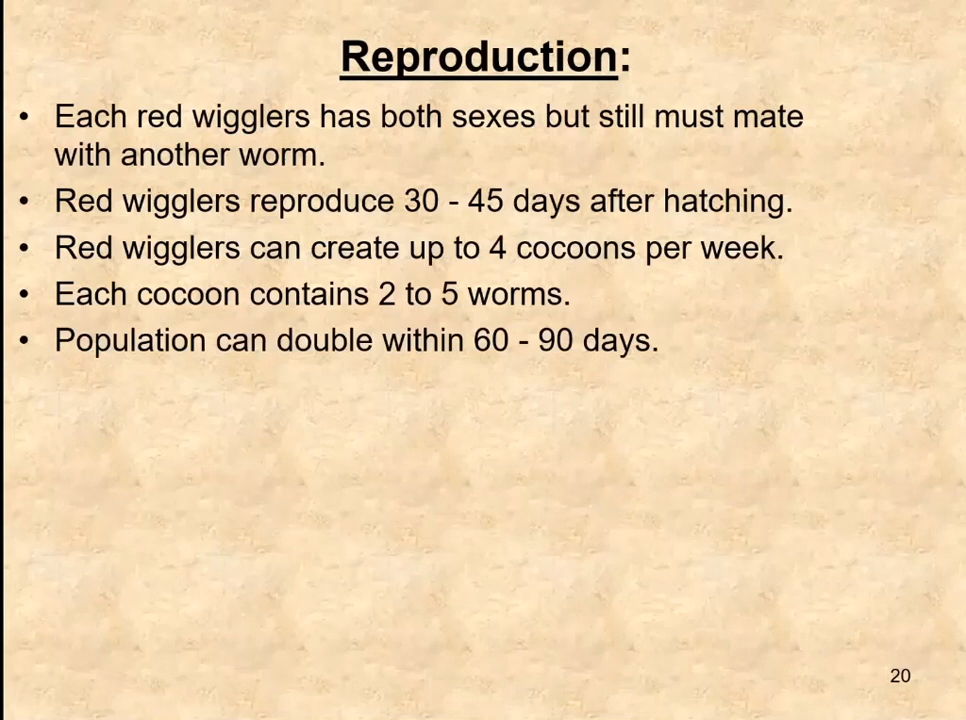 Reproduction:
• Each red wigglers has both sexes but still must mate
with another worm.
• Red wigglers reproduce 30 - 45 days after hatching.
• Red wigglers can create up to 4 cocoons per week.
• Each cocoon contains 2 to 5 worms.
• Population can double within 60 - 90 days.
20